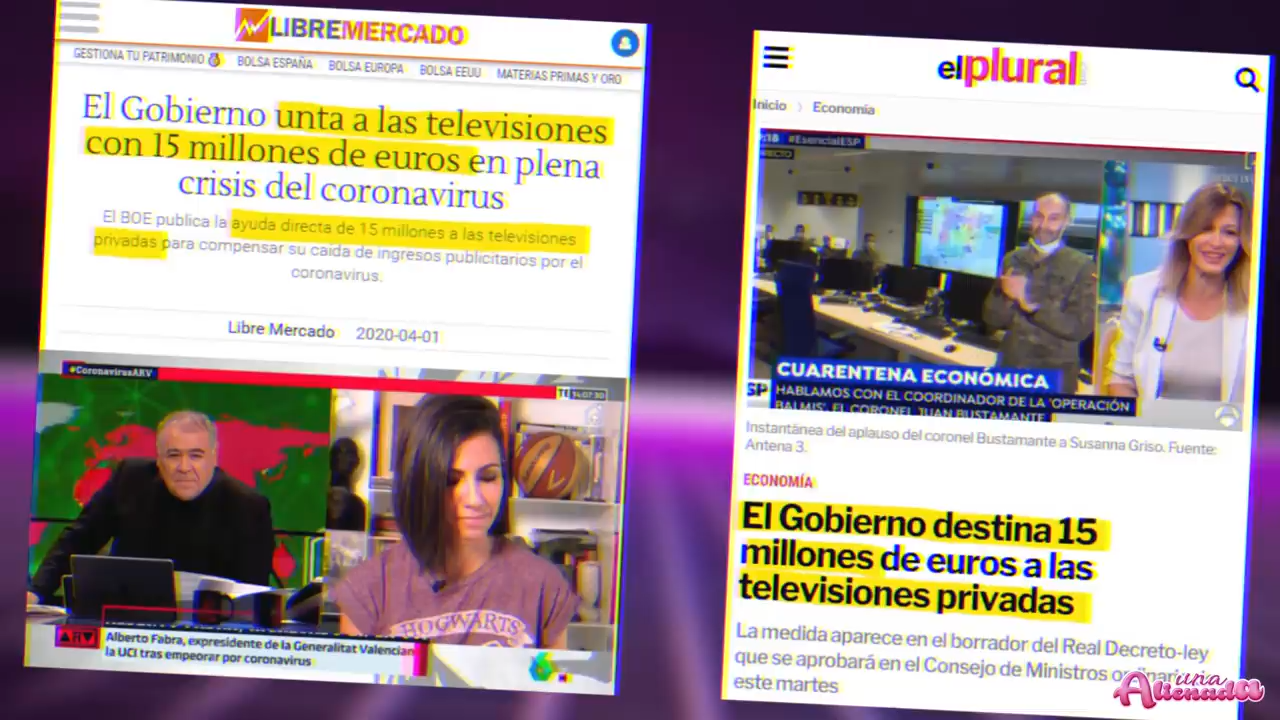 LIBREMERCADO
GESTIONA TU PATRIMONIO BOLSA ESPAÑA BOLSA EUROPA BOLSA EEUU MATERIAS PRIMAS Y ORO
El Gobierno unta a las televisiones
con 15 millones de euros en plena
crisis del coronavirus
El BOE publica la ayuda directa de 15 millones a las televisiones
privadas para compensar su caída de ingresos publicitarios por el
coronavirus.
Libre Mercado 2020-04-01
#CoronavirusARV
14:07:30
HOGWARTS
ARV
Alberto Fabra, expresidente de la Generalitat Valencian
la UCI tras empeorar por coronavirus
elplural
Inicio > Economía
#EsencialESP
CUARENTENA ECONÓMICA
SP
HABLAMOS CON EL COORDINADOR DE LA 'OPERACIÓN
BALMIS', EL CORONEL JUAN BUSTAMANTE
Instantánea del aplauso del coronel Bustamante a Susanna Griso. Fuente:
Antena 3.
ECONOMÍA
El Gobierno destina 15
millones de euros a las
televisiones privadas
La medida aparece en el borrador del Real Decreto-ley
que se aprobará en el Consejo de Ministros
este martes
una
Alienada